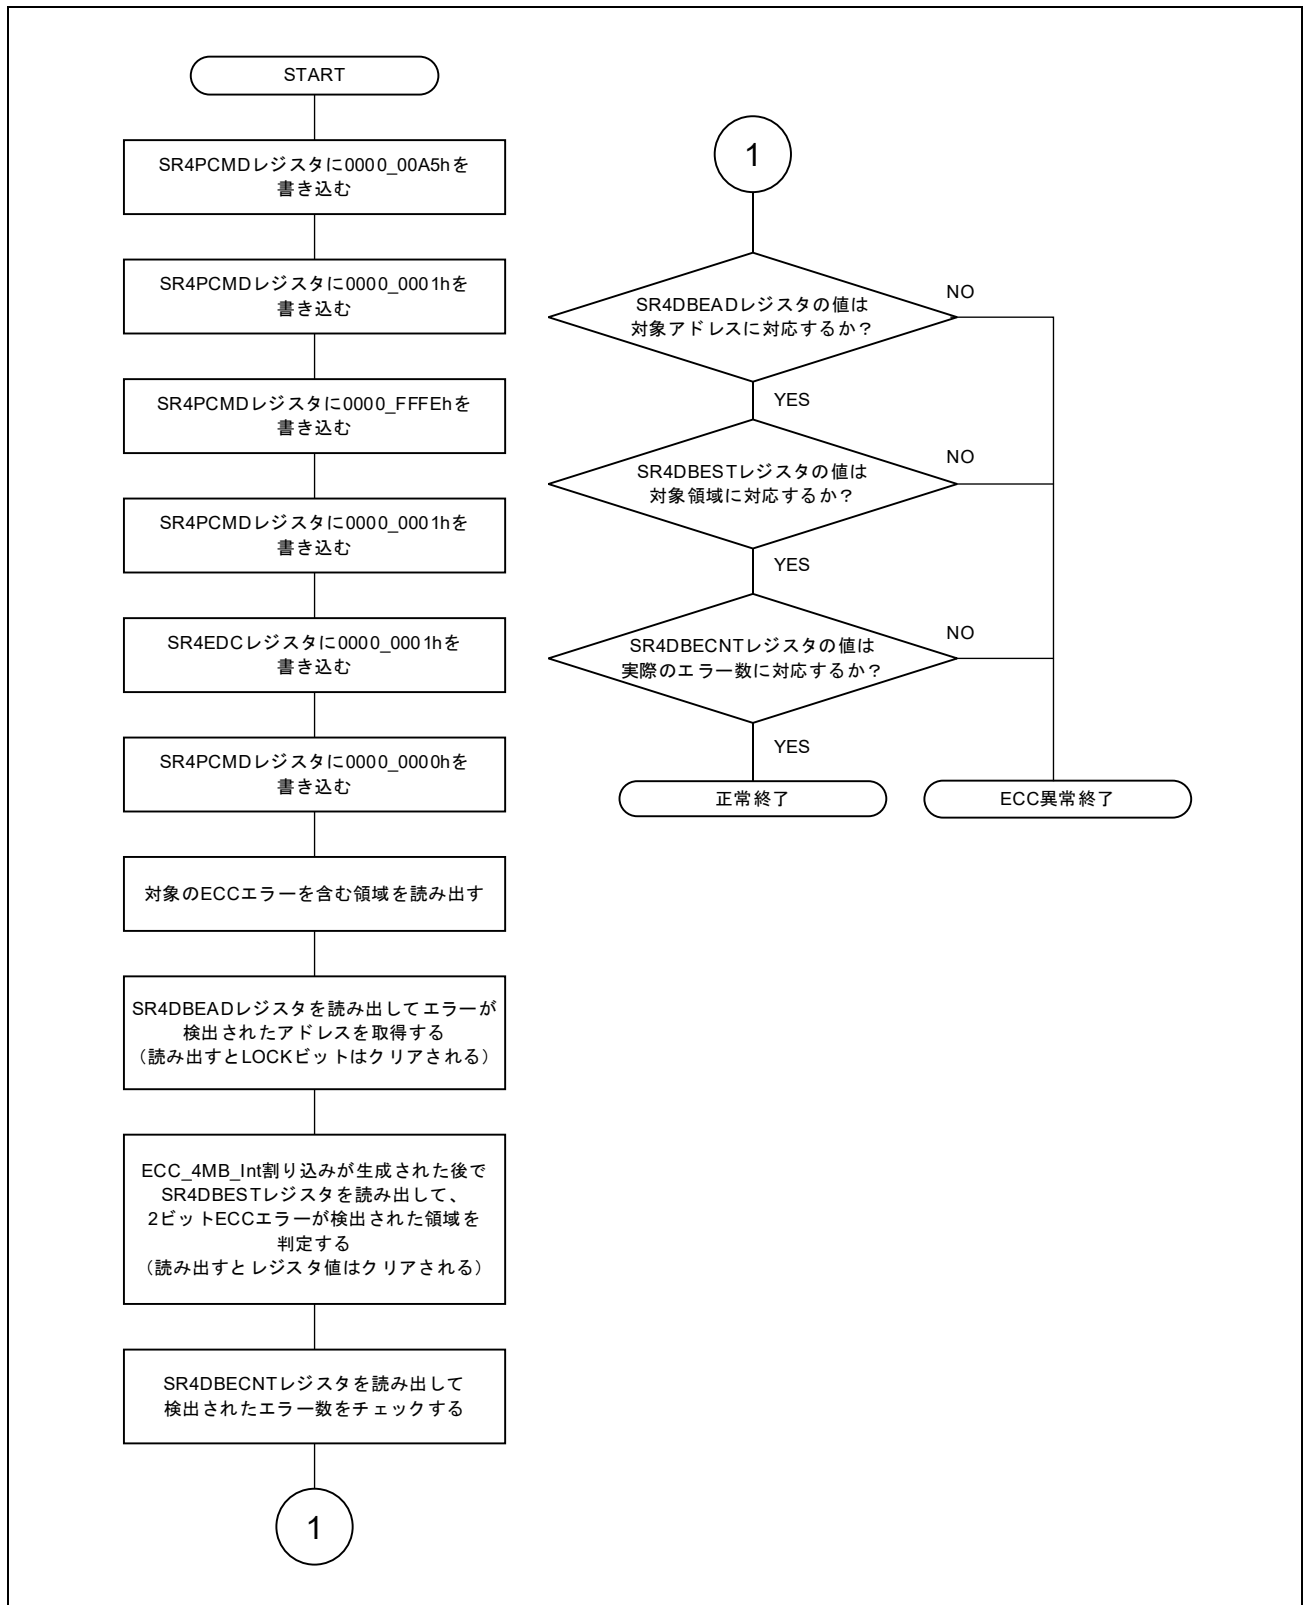 START
SR4PCMDレジスタに0000_00A5hを
書き込む
SR4PCMDレジスタに0000_0001hを
書き込む
SR4PCMDレジスタに0000_FFFEhを
書き込む
SR4PCMDレジスタに0000_0001hを
書き込む
SR4EDCレジスタに0000_0001hを
書き込む
SR4PCMDレジスタに0000_0000hを
書き込む
対象のECCエラーを含む領域を読み出す
SR4DBEADレジスタを読み出してエラーが
検出されたアドレスを取得する
（読み出すとLOCKビットはクリアされる）
ECC_4MB_Int割り込みが生成された後で
SR4DBESTレジスタを読み出して、
2ビットECCエラーが検出された領域を
判定する
（読み出すとレジスタ値はクリアされる）
SR4DBECNTレジスタを読み出して
検出されたエラー数をチェックする
1
1
SR4DBEADレジスタの値は
対象アドレスに対応するか？
NO
YES
SR4DBESTレジスタの値は
対象領域に対応するか？
NO
YES
SR4DBECNTレジスタの値は
実際のエラー数に対応するか？
NO
YES
正常終了
ECC異常終了